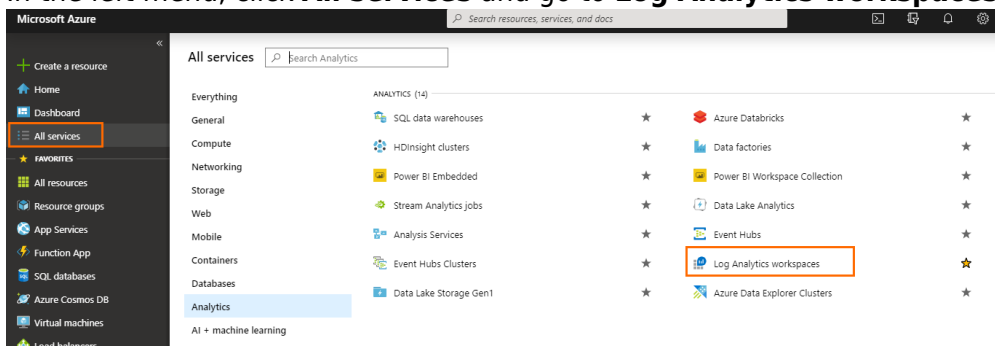 In the left menu, click All Services and go to Log Analytics workspaces
Microsoft Azure
Search resources, services, and docs
«
Create a resource
Home
Dashboard
All services
FAVORITES
All resources
Resource groups
App Services
Function App
SQL databases
Azure Cosmos DB
Virtual machines
Load balancers
All services
Search Analytics
Everything
General
Compute
Networking
Storage
Web
Mobile
Containers
Databases
Analytics
AI + machine learning
ANALYTICS (14)
SQL data warehouses
Azure Databricks
HDInsight clusters
Data factories
Power BI Embedded
Power BI Workspace Collection
Stream Analytics jobs
Data Lake Analytics
Analysis Services
Event Hubs
Event Hubs Clusters
Log Analytics workspaces
Data Lake Storage Gen1
Azure Data Explorer Clusters